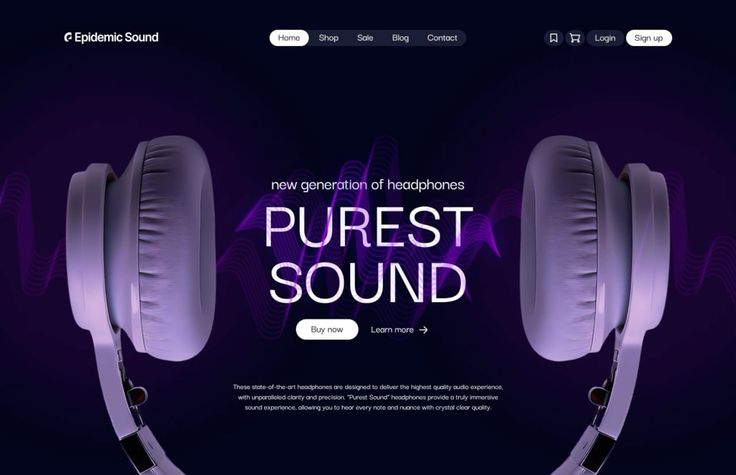 Epidemic Sound
Home Shop Sale Blog Contact
Login Sign up
new generation of headphones
PUREST
SOUND
Buy now Learn more →
These state-of-the-art headphones are designed to deliver the highest quality audio experience,
with unparalleled clarity and precision. "Purest Sound" headphones provide a truly immersive
sound experience, allowing you to hear every note and nuance with crystal clear quality.